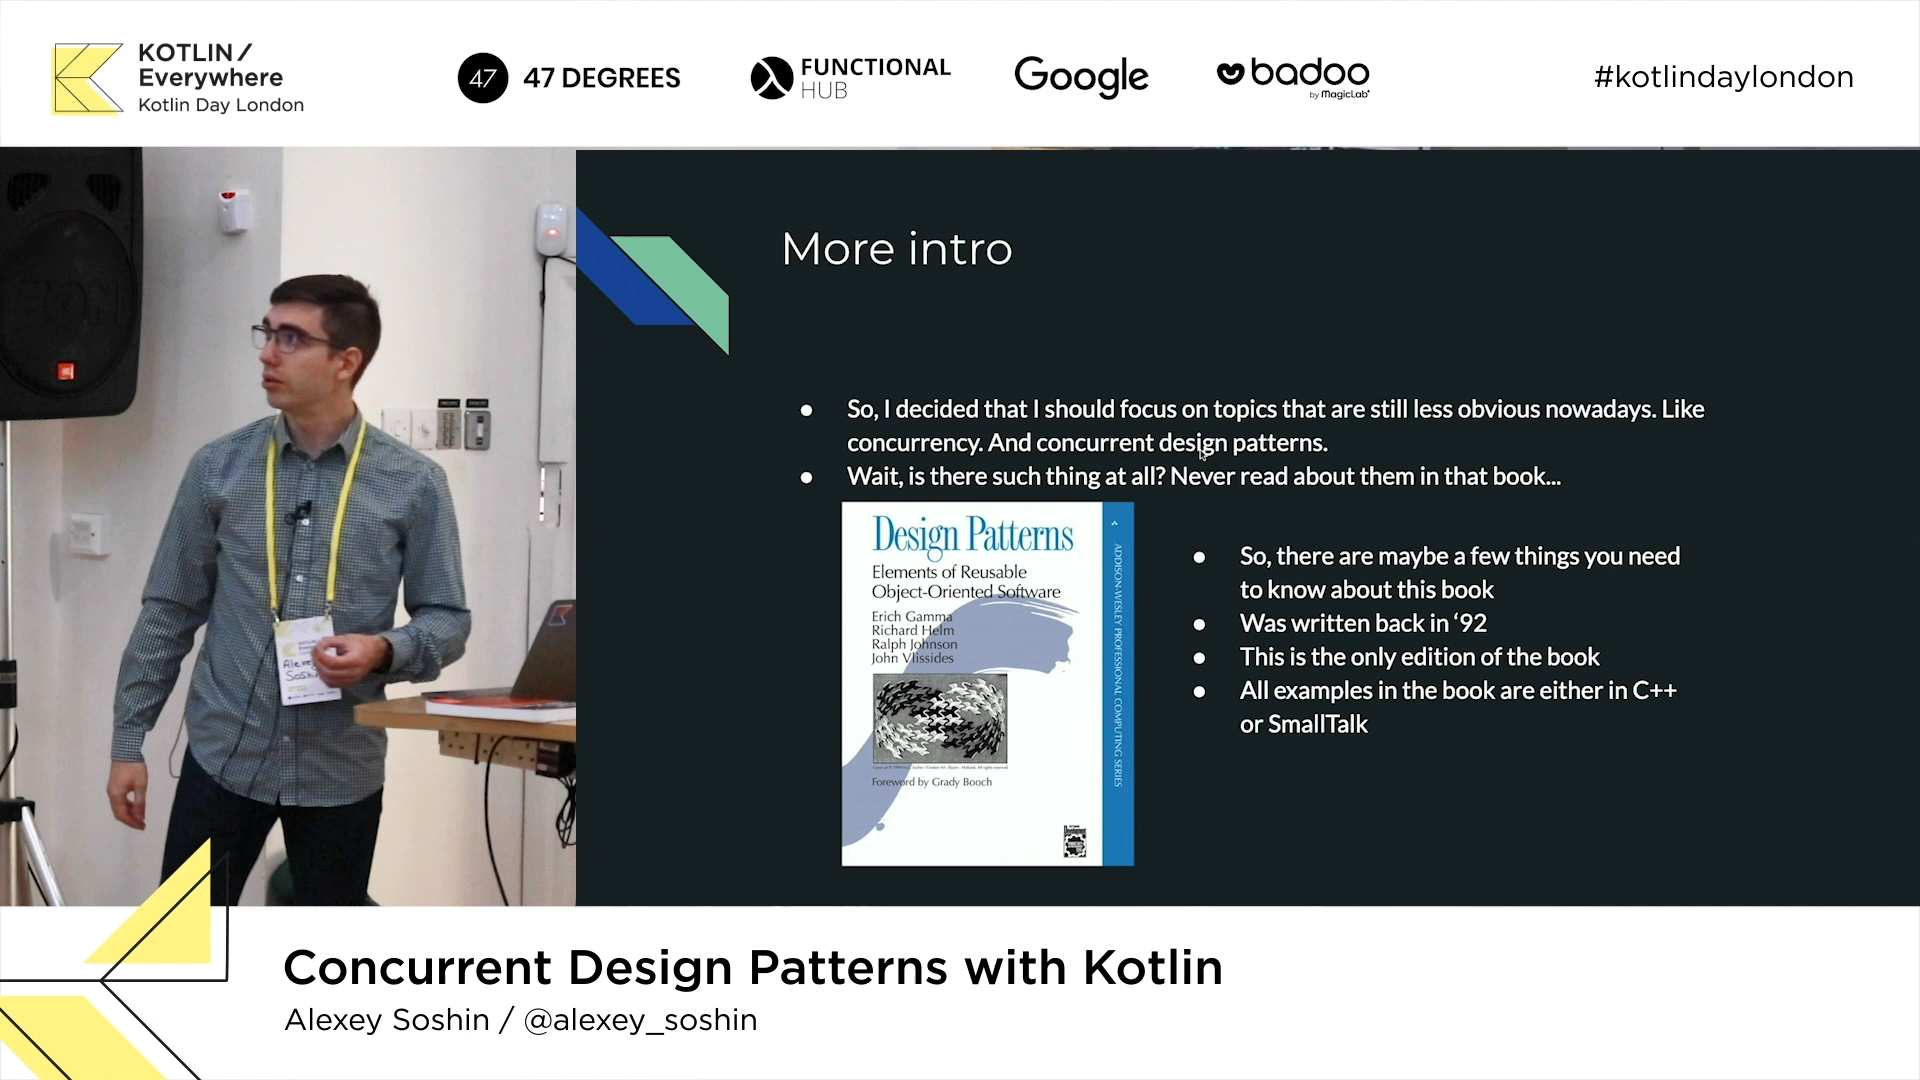 KOTLIN /
Everywhere
Kotlin Day London
47
47 DEGREES
FUNCTIONAL
HUB
Google
badoo
by MagicLab
#kotlindaylondon
More intro
So, I decided that I should focus on topics that are still less obvious nowadays. Like
concurrency. And concurrent design patterns.
Wait, is there such thing at all? Never read about them in that book...
Design Patterns
Elements of Reusable
Object-Oriented Software
Erich Gamma
Richard Helm
Ralph Johnson
John Vlissides
Foreword by Grady Booch
ADDISON-WESLEY PROFESSIONAL COMPUTING SERIES
So, there are maybe a few things you need
to know about this book
Was written back in ‘92
This is the only edition of the book
All examples in the book are either in C++
or SmallTalk
Alexey
Soshin
JBL
Concurrent Design Patterns with Kotlin
Alexey Soshin / @alexey_soshin